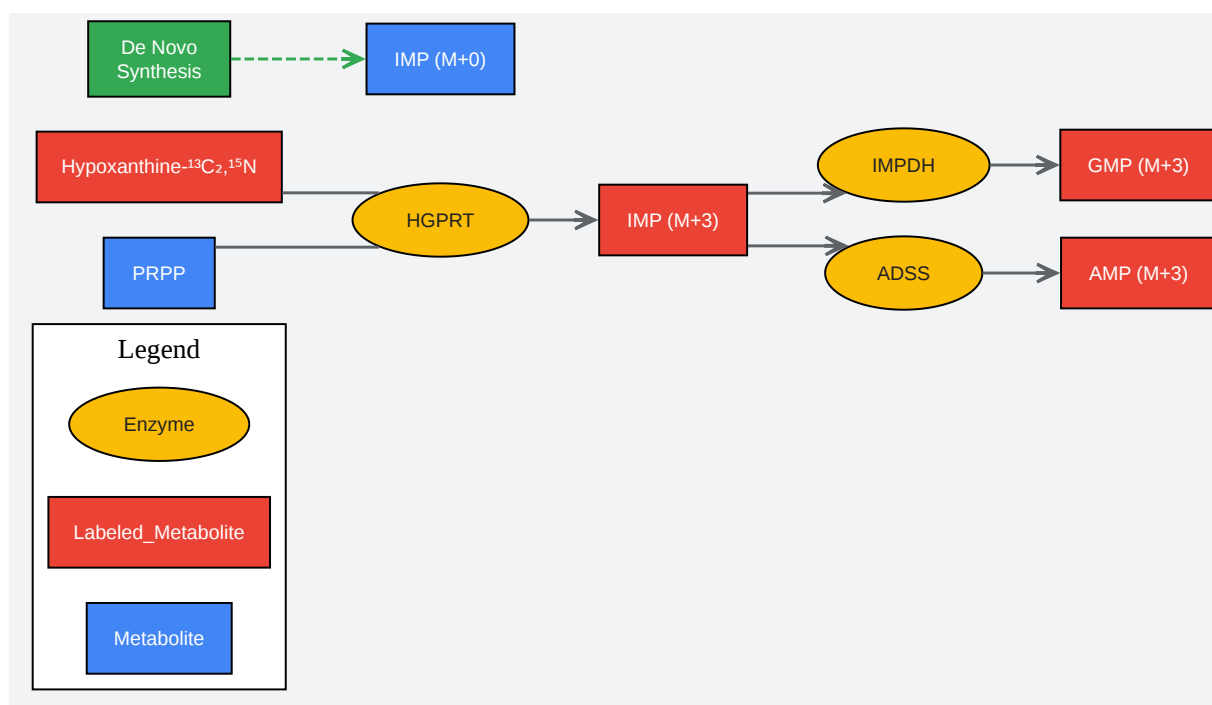 De Novo
Synthesis
IMP (M+0)
Hypoxanthine-¹³C₂,¹⁵N
PRPP
HGPRT
IMP (M+3)
IMPDH
ADSS
GMP (M+3)
AMP (M+3)
Legend
Enzyme
Labeled_Metabolite
Metabolite